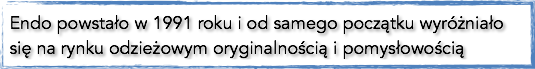 Endo powstało w 1991 roku i od samego początku wyróżniało
się na rynku odzieżowym oryginalnością i pomysłowością